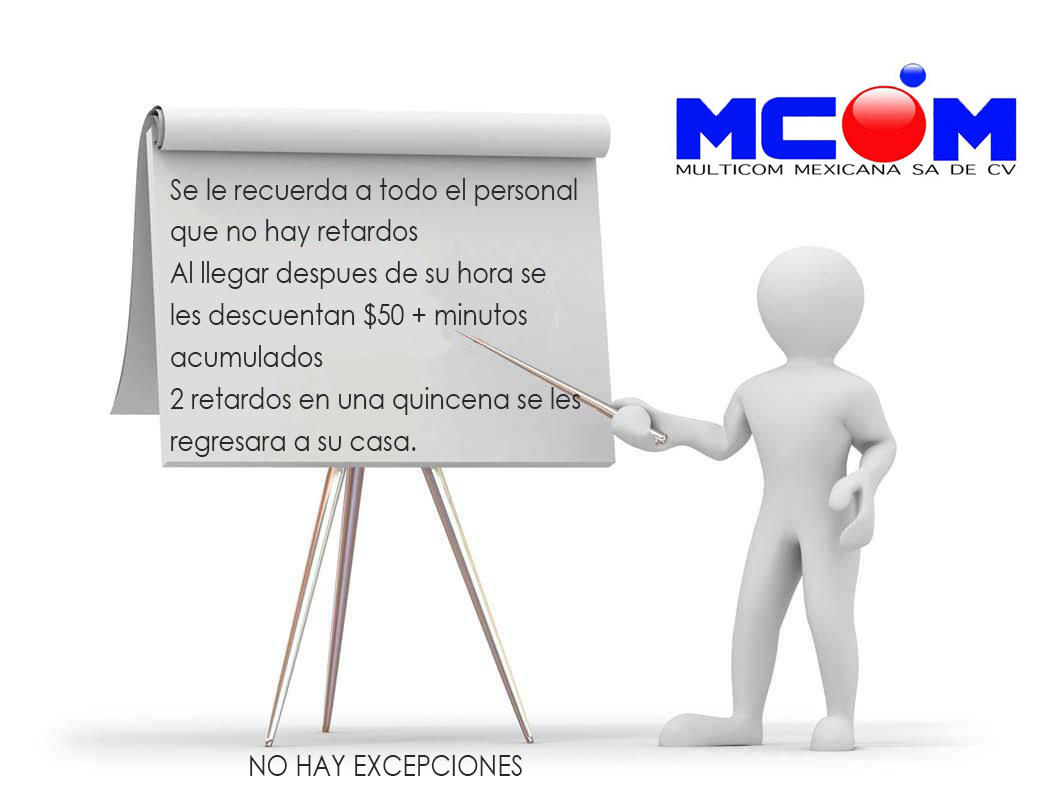 MCOM
MULTICOM MEXICANA SA DE CV
Se le recuerda a todo el personal
que no hay retardos
Al llegar despues de su hora se
les descuentan $50 + minutos
acumulados
2 retardos en una quincena se les
regresara a su casa.
NO HAY EXCEPCIONES